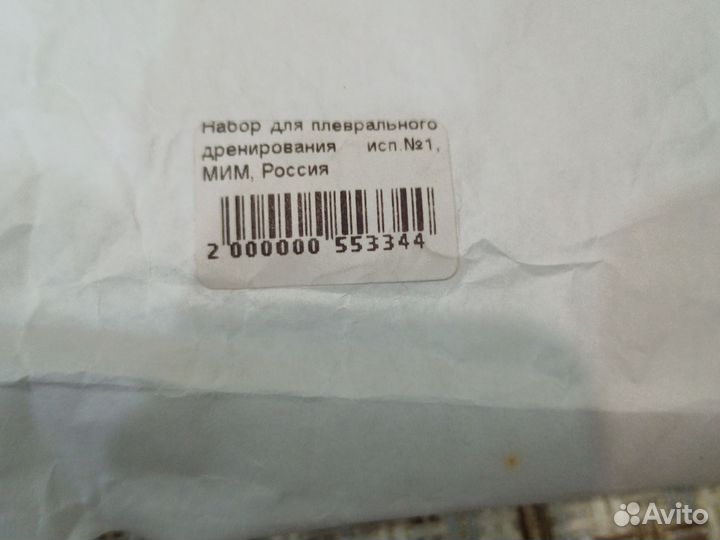 Набор для плеврального
дренирования исп.№1,
МИМ, Россия
2 000000 553344
Avito